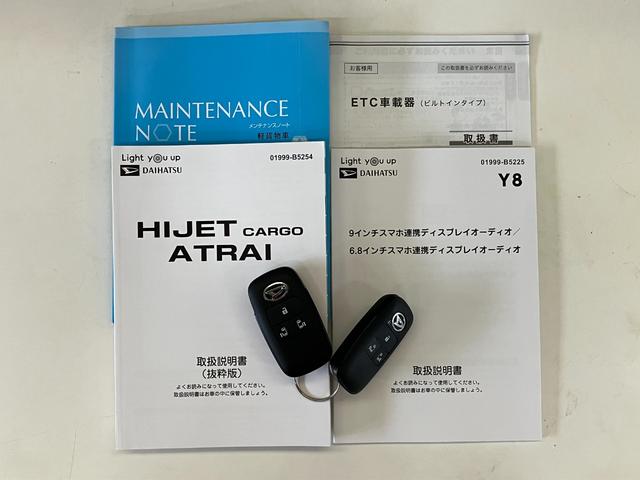 MAINTENANCE
NOTE
メンテナンスノート
軽貨物車
お客様用
この取扱書を必ずお読みください
ETC車載器(ビルトインタイプ)
取扱書
Light you up
01999-B5254
DAIHATSU
HIJET CARGO
ATRAI
取扱説明書
(抜粋版)
よくお読みになって使用してください。
取扱説明書はお車の中に保管しましょう。
Light you up
01999-B5225
DAIHATSU
Y8
9インチスマホ連携ディスプレイオーディオ/
6.8インチスマホ連携ディスプレイオーディオ
取扱説明書
よくお読みになって使用してください。
取扱説明書はお車の中に保管しましょう。